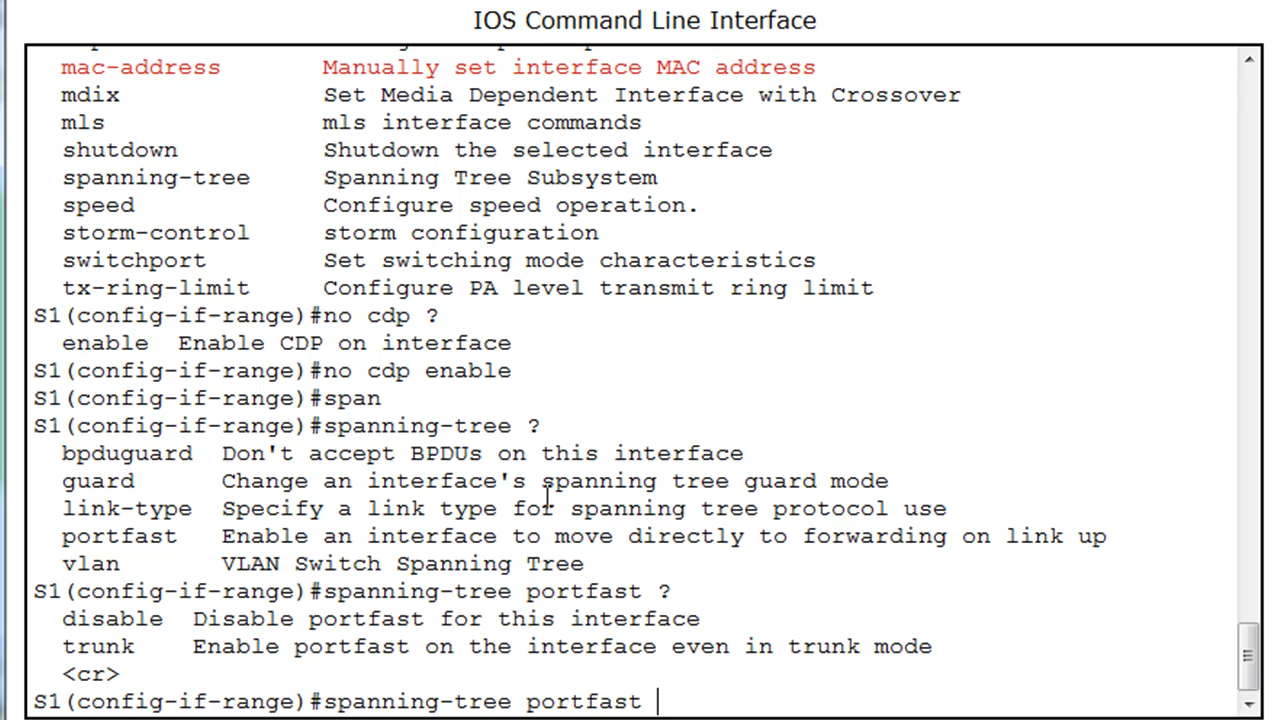 IOS Command Line Interface
mac-address Manually set interface MAC address
mdix Set Media Dependent Interface with Crossover
mls mls interface commands
shutdown Shutdown the selected interface
spanning-tree Spanning Tree Subsystem
speed Configure speed operation.
storm-control storm configuration
switchport Set switching mode characteristics
tx-ring-limit Configure PA level transmit ring limit
S1(config-if-range)#no cdp ?
enable Enable CDP on interface
S1(config-if-range)#no cdp enable
S1(config-if-range)#span
S1(config-if-range)#spanning-tree ?
bpduguard Don't accept BPDUs on this interface
guard Change an interface's spanning tree guard mode
link-type Specify a link type for spanning tree protocol use
portfast Enable an interface to move directly to forwarding on link up
vlan VLAN Switch Spanning Tree
S1(config-if-range)#spanning-tree portfast ?
disable Disable portfast for this interface
trunk Enable portfast on the interface even in trunk mode
<cr>
S1(config-if-range)#spanning-tree portfast